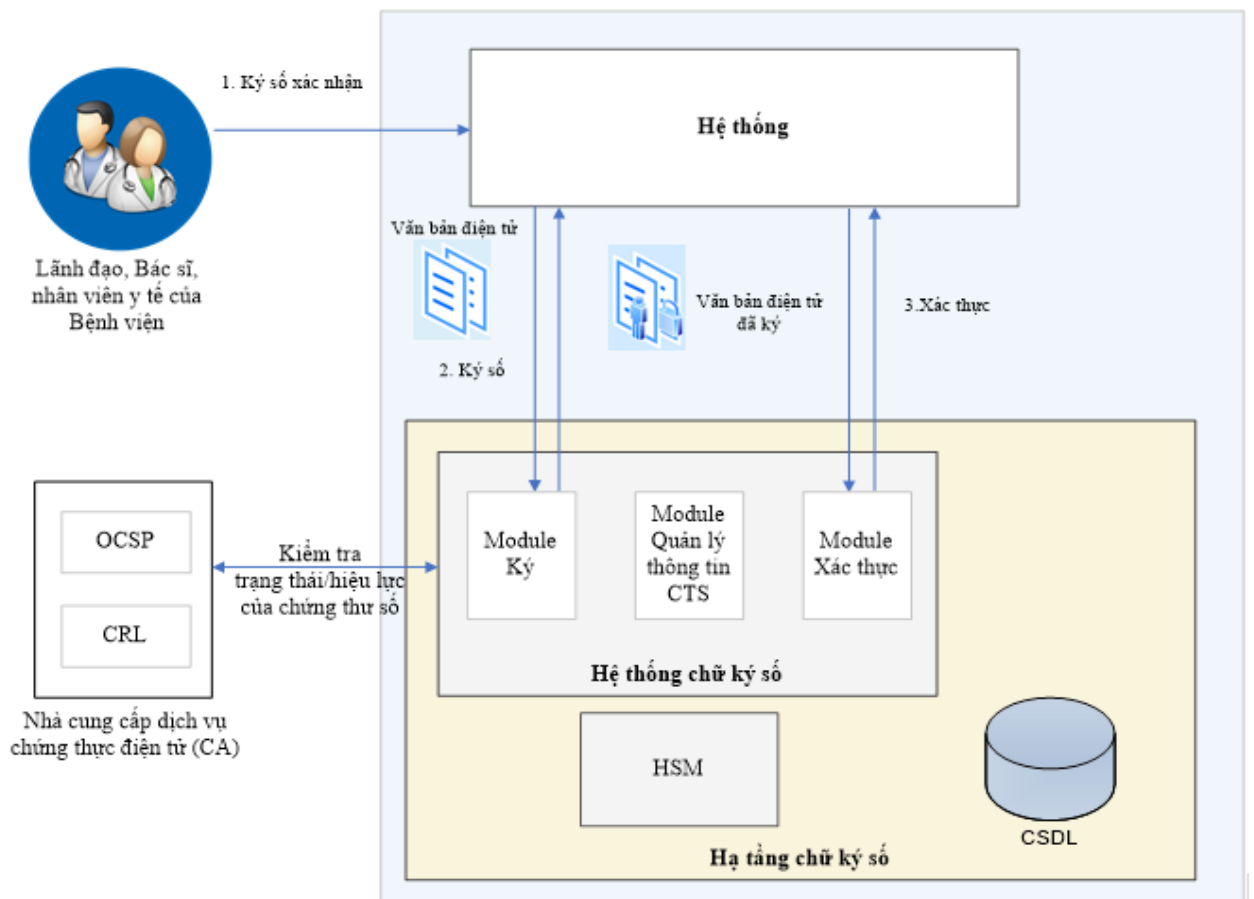 1. Ký số xác nhận
Hệ thống
Lãnh đạo, Bác sĩ,
nhân viên y tế của
Bệnh viện
Văn bản điện tử
2. Ký số
Văn bản điện tử
đã ký
3.Xác thực
OCSP
CRL
Nhà cung cấp dịch vụ
chứng thực điện tử (CA)
Kiểm tra
trạng thái/hiệu lực
của chứng thư số
Module
Ký
Module
Quản lý
thông tin
CTS
Module
Xác thực
Hệ thống chữ ký số
HSM
CSDL
Hạ tầng chữ ký số